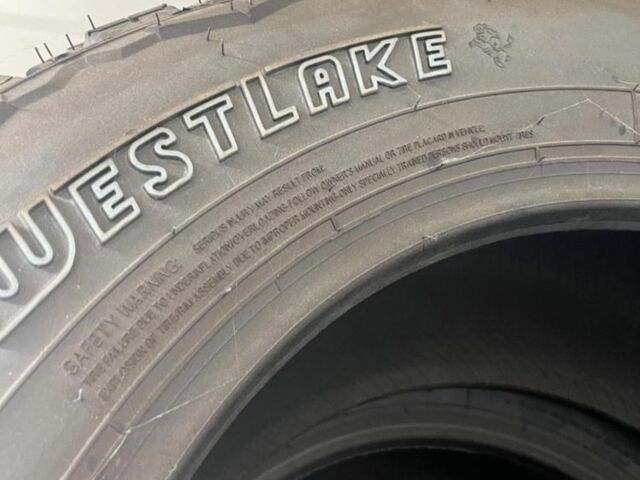 WESTLAKE
SAFETY WARNING: SERIOUS INJURY MAY RESULT FROM:
TIRE FAILURE DUE TO UNDERINFLATION/OVERLOADING-FOLLOW OWNER'S MANUAL OR TIRE PLACARD IN VEHICLE;
EXPLOSION OF TIRE/RIM ASSEMBLY DUE TO IMPROPER MOUNTING-ONLY SPECIALLY TRAINED PERSONS SHOULD MOUNT TIRES